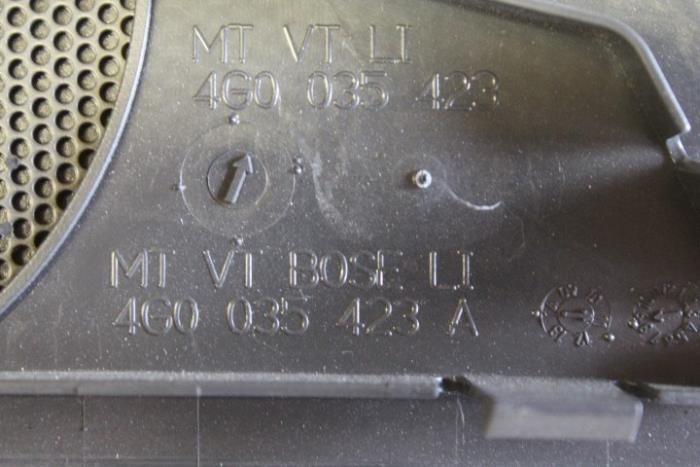 MT VT LI
4G0 035 423
MT VT BOSE LI
4G0 035 423 A